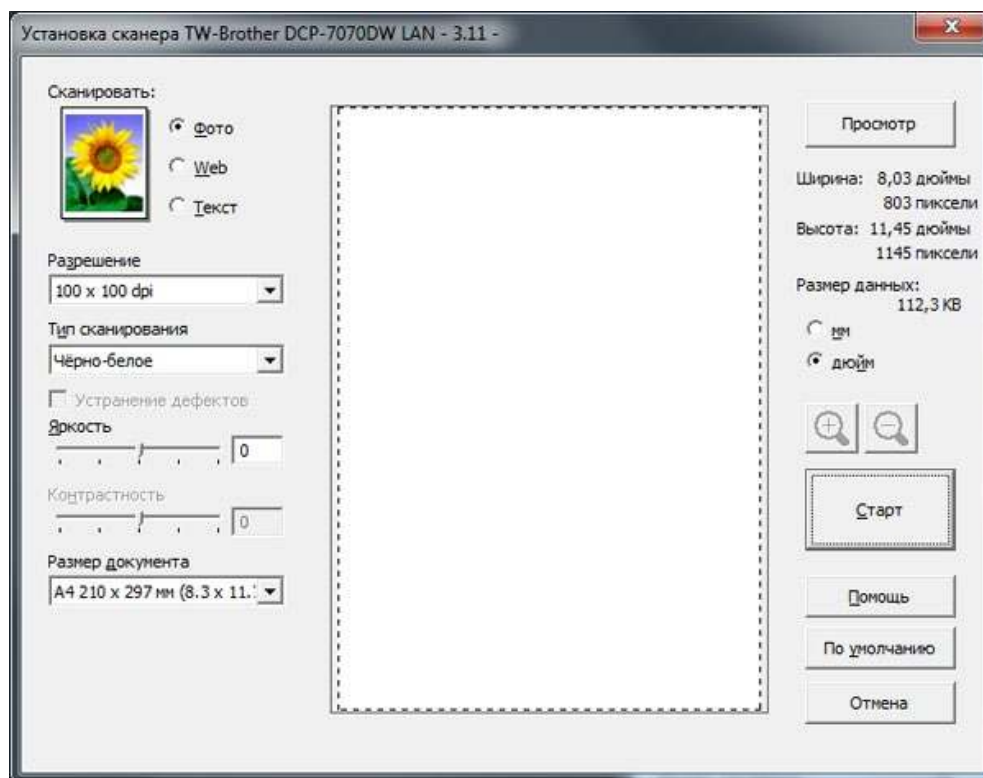 Установка сканера TW-Brother DCP-7070DW LAN - 3.11 -
Сканировать:
Фото
Web
Текст
Разрешение
100 x 100 dpi
Тип сканирования
Чёрно-белое
Устранение дефектов
Яркость
0
Контрастность
0
Размер документа
A4 210 x 297 мм (8.3 x 11.
Просмотр
Ширина: 8,03 дюймы
803 пиксели
Высота: 11,45 дюймы
1145 пиксели
Размер данных:
112,3 KB
мм
дюйм
Старт
Помощь
По умолчанию
Отмена